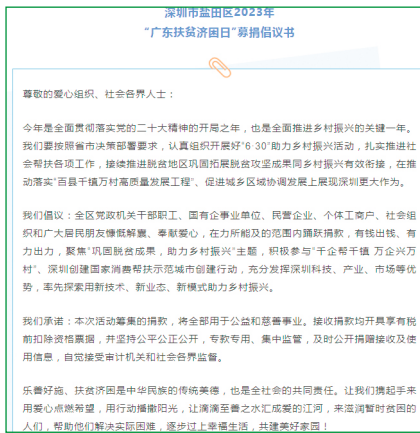 深圳市盐田区2023年
“广东扶贫济困日”募捐倡议书
尊敬的爱心组织、社会各界人士：
今年是全面贯彻落实党的二十大精神的开局之年，也是全面推进乡村振兴的关键一年。
我们要按照省市决策部署要求，认真组织开展好“6·30”助力乡村振兴活动，扎实推进社
会帮扶各项工作，接续推进脱贫地区巩固拓展脱贫攻坚成果同乡村振兴有效衔接，在推
动落实“百县千镇万村高质量发展工程”、促进城乡区域协调发展上展现深圳更大作为。
我们倡议：全区党政机关干部职工、国有企事业单位、民营企业、个体工商户、社会组
织和广大居民朋友慷慨解囊、奉献爱心，在力所能及的范围内踊跃捐款，有钱出钱、有
力出力，聚焦“巩固脱贫成果，助力乡村振兴”主题，积极参与“千企帮千镇 万企兴万
村”、深圳创建国家消费帮扶示范城市创建行动，充分发挥深圳科技、产业、市场等优
势，率先探索用新技术、新业态、新模式助力乡村振兴。
我们承诺：本次活动筹集的捐款，将全部用于公益和慈善事业。接收捐款均开具享有税
前扣除资格票据，并坚持公平公正公开，专款专用、集中监管，及时公开捐赠接收及使
用信息，自觉接受审计机关和社会各界监督。
乐善好施、扶贫济困是中华民族的传统美德，也是全社会的共同责任。让我们携起手来
用爱心点燃希望，用行动播撒阳光，让滴滴至善之水汇成爱的江河，来滋润暂时贫困的
人们，帮助他们解决实际困难，逐步过上幸福生活，共建美好家园！